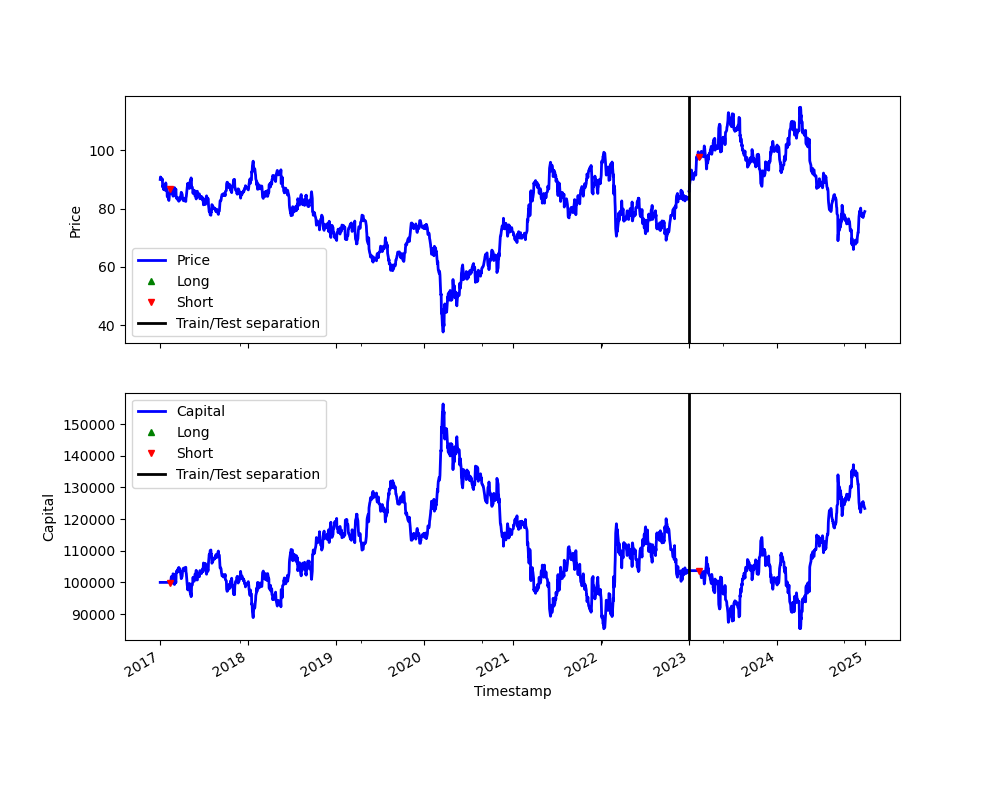 100
80
60
40
Price
Price
Long
Short
Train/Test separation
150000
140000
130000
120000
110000
100000
90000
Capital
Capital
Long
Short
Train/Test separation
2017
2018
2019
2020
2021
2022
2023
2024
2025
Timestamp